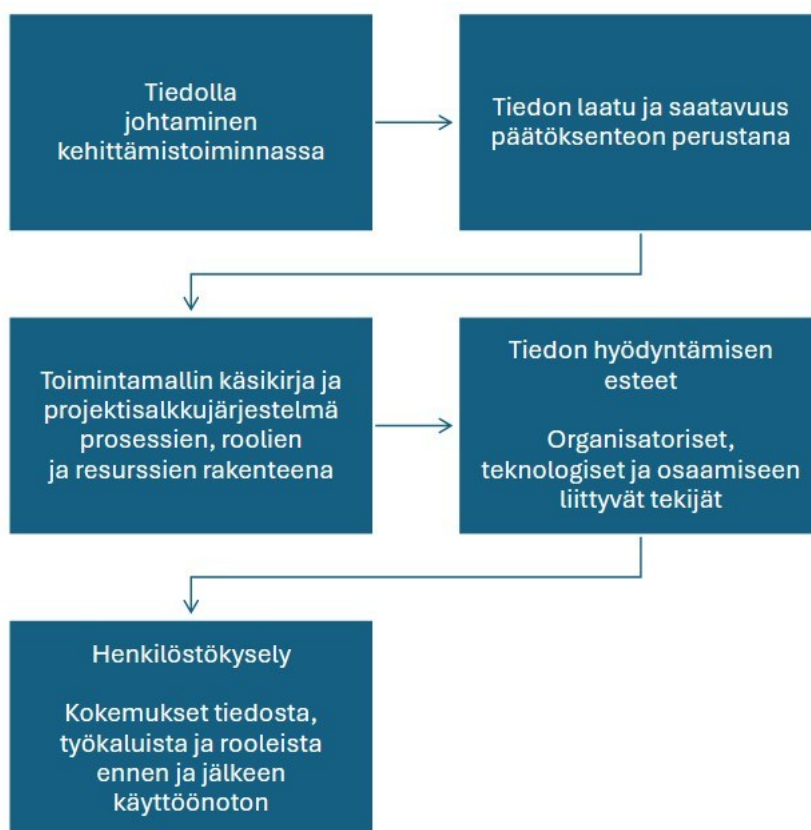 Tiedolla
johtaminen
kehittämistoiminnassa
Tiedon laatu ja saatavuus
päätöksenteon perustana
Toimintamallin käsikirja ja
projektisalkkujärjestelmä
prosessien, roolien
ja resurssien rakenteena
Tiedon hyödyntämisen
esteet
Organisatoriset,
teknologiset ja osaamiseen
liittyvät tekijät
Henkilöstökysely
Kokemukset tiedosta,
työkaluista ja rooleista
ennen ja jälkeen
käyttöönoton